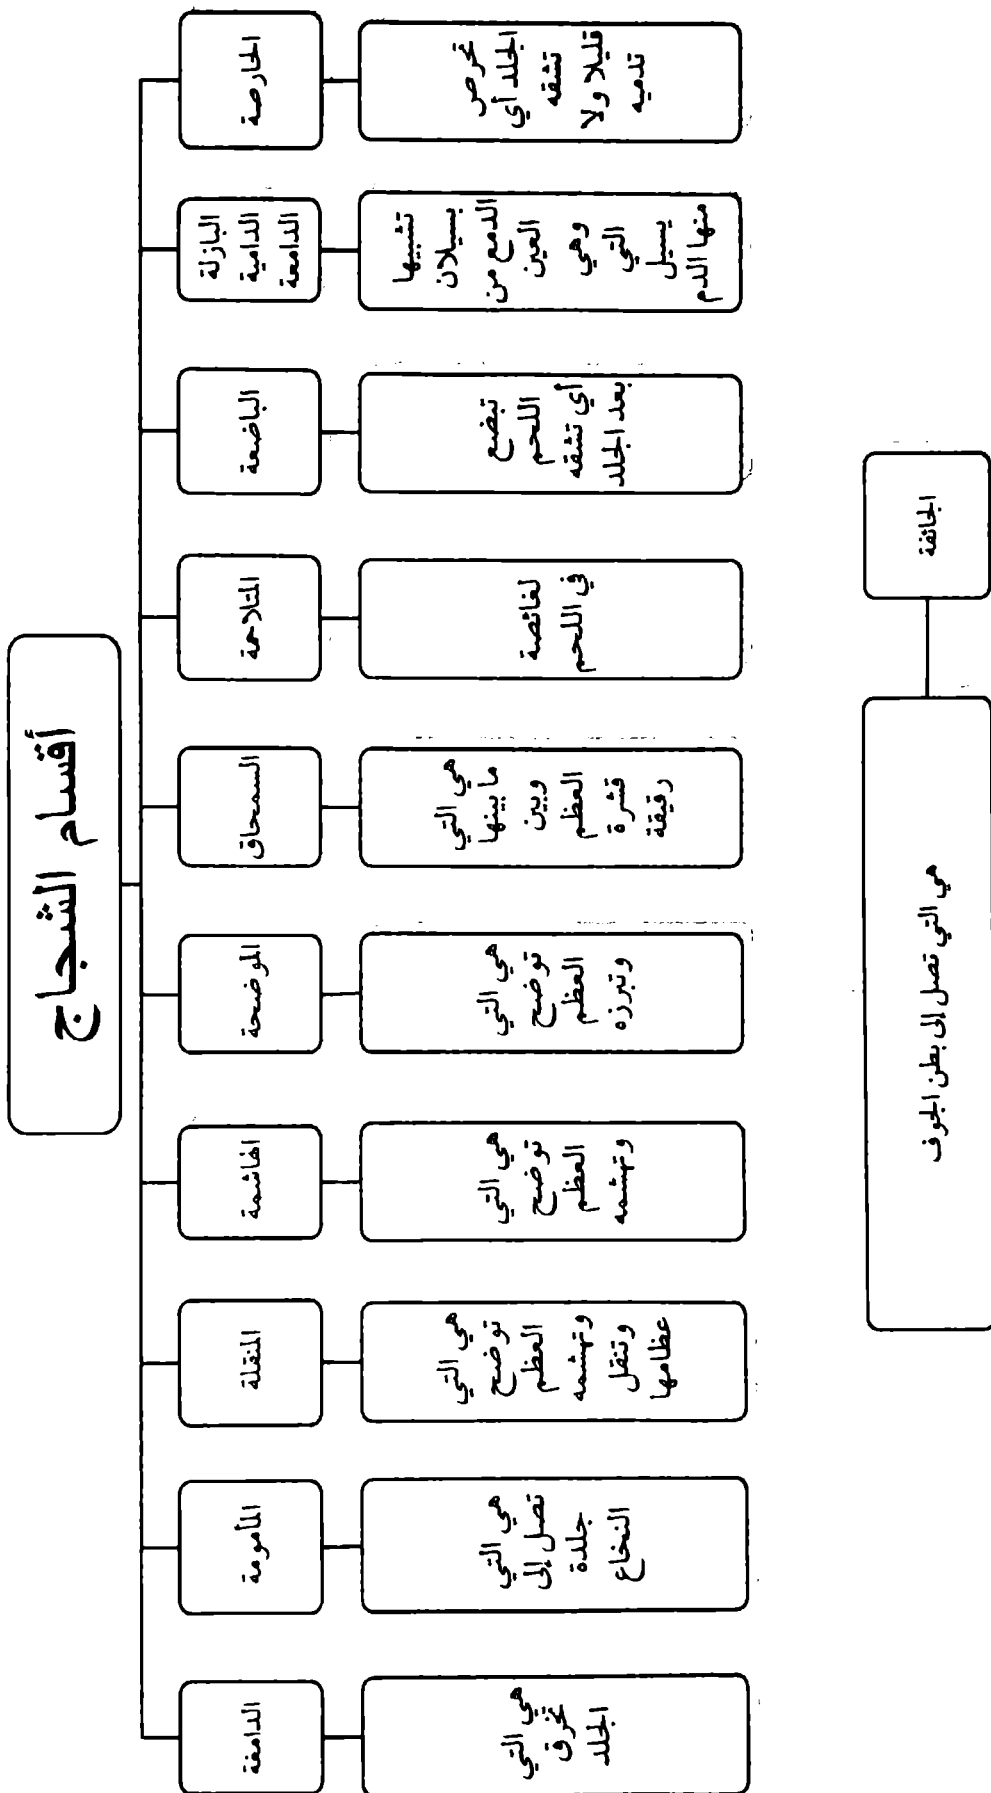 أقسام الشجاج
الحارصة
تحرص
الجلد أي
تشقه
قليلا ولا
تدميه
البازلة
الدامية
الدامعة
تشبيها
بسيلان
الدمع من
العين
وهي
التي
يسيل
منها الدم
الباضعة
تبضع
اللحم
أي تشقه
بعد الجلد
المتلاحمة
لغائصة
في اللحم
السمحاق
هي التي
ما بينها
وبين
العظم
قشرة
رقيقة
الموضحة
هي التي
توضح
العظم
وتبرزه
الهاشمة
هي التي
توضح
العظم
وتهشمه
المنقلة
هي التي
توضح
العظم
وتهشمه
وتنقل
عظامها
المأمومة
هي التي
تصل إلى
جلدة
النخاع
الدامغة
هي التي
تخرق
الجلد
الجائفة
هي التي تصل إلى بطن الجوف